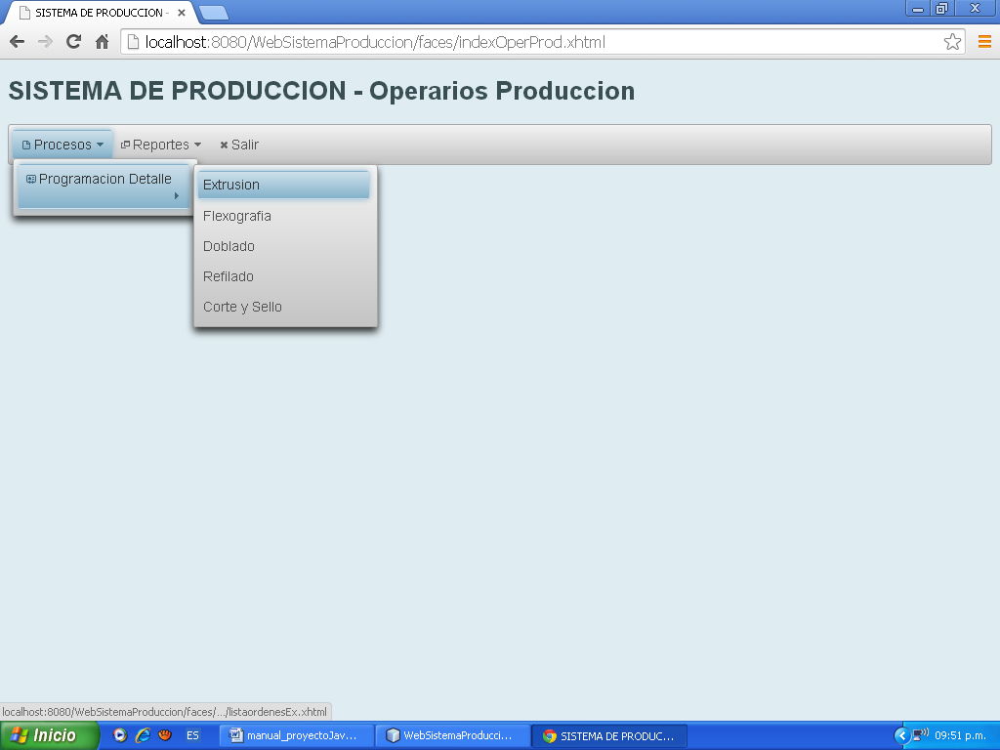 SISTEMA DE PRODUCCION -
localhost:8080/WebSistemaProduccion/faces/indexOperProd.xhtml
SISTEMA DE PRODUCCION - Operarios Produccion
Procesos Reportes Salir
Programacion Detalle
Extrusion
Flexografia
Doblado
Refilado
Corte y Sello
localhost:8080/WebSistemaProduccion/faces/.../listaordenesEx.xhtml
Inicio ES manual_proyectoJav... WebSistemaProducci... SISTEMA DE PRODUC... 09:51 p.m.